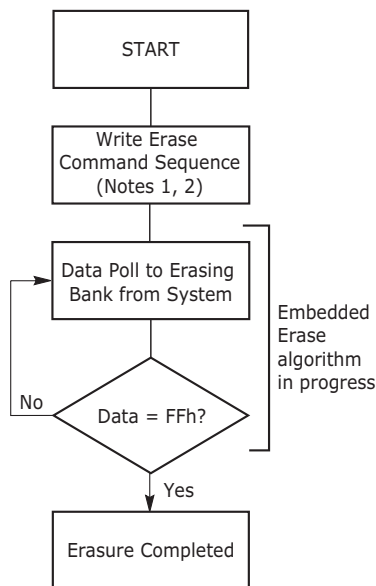 START
Write Erase
Command Sequence
(Notes 1, 2)
Data Poll to Erasing
Bank from System
Embedded
Erase
algorithm
in progress
No
Data = FFh?
Yes
Erasure Completed